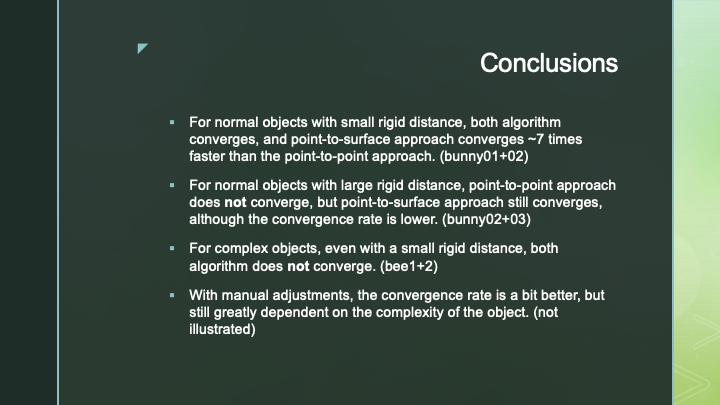 Conclusions
▪ For normal objects with small rigid distance, both algorithm
converges, and point-to-surface approach converges ~7 times
faster than the point-to-point approach. (bunny01+02)
▪ For normal objects with large rigid distance, point-to-point approach
does not converge, but point-to-surface approach still converges,
although the convergence rate is lower. (bunny02+03)
▪ For complex objects, even with a small rigid distance, both
algorithm does not converge. (bee1+2)
▪ With manual adjustments, the convergence rate is a bit better, but
still greatly dependent on the complexity of the object. (not
illustrated)